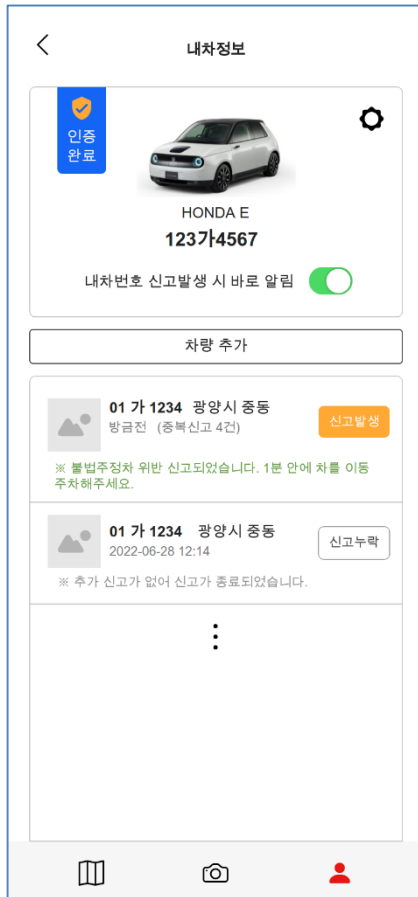 내차정보
인증
완료
HONDA E
123가4567
내차번호 신고발생 시 바로 알림
차량 추가
01 가 1234 광양시 중동
방금전 (중복신고 4건)
신고발생
※ 불법주정차 위반 신고되었습니다. 1분 안에 차를 이동
주차해주세요.
01 가 1234 광양시 중동
2022-06-28 12:14
신고누락
※ 추가 신고가 없어 신고가 종료되었습니다.